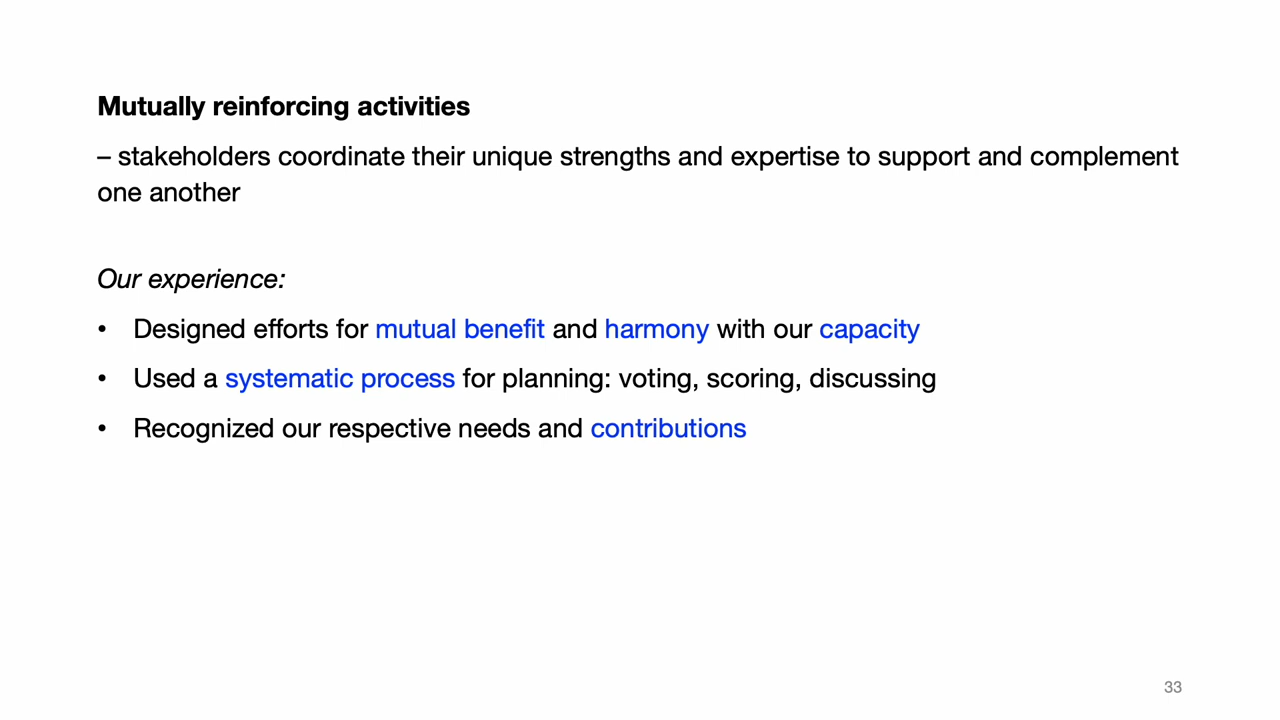 Mutually reinforcing activities
– stakeholders coordinate their unique strengths and expertise to support and complement
one another
Our experience:
• Designed efforts for mutual benefit and harmony with our capacity
• Used a systematic process for planning: voting, scoring, discussing
• Recognized our respective needs and contributions
33